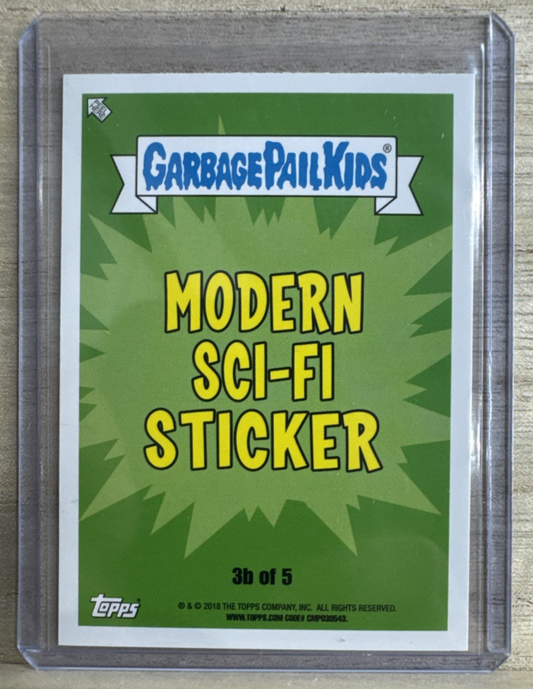 GARBAGE PAIL KIDS®
MODERN
SCI-FI
STICKER
3b of 5
topps®
® & © 2018 THE TOPPS COMPANY, INC. ALL RIGHTS RESERVED.
WWW.TOPPS.COM CODE# CMP030543.